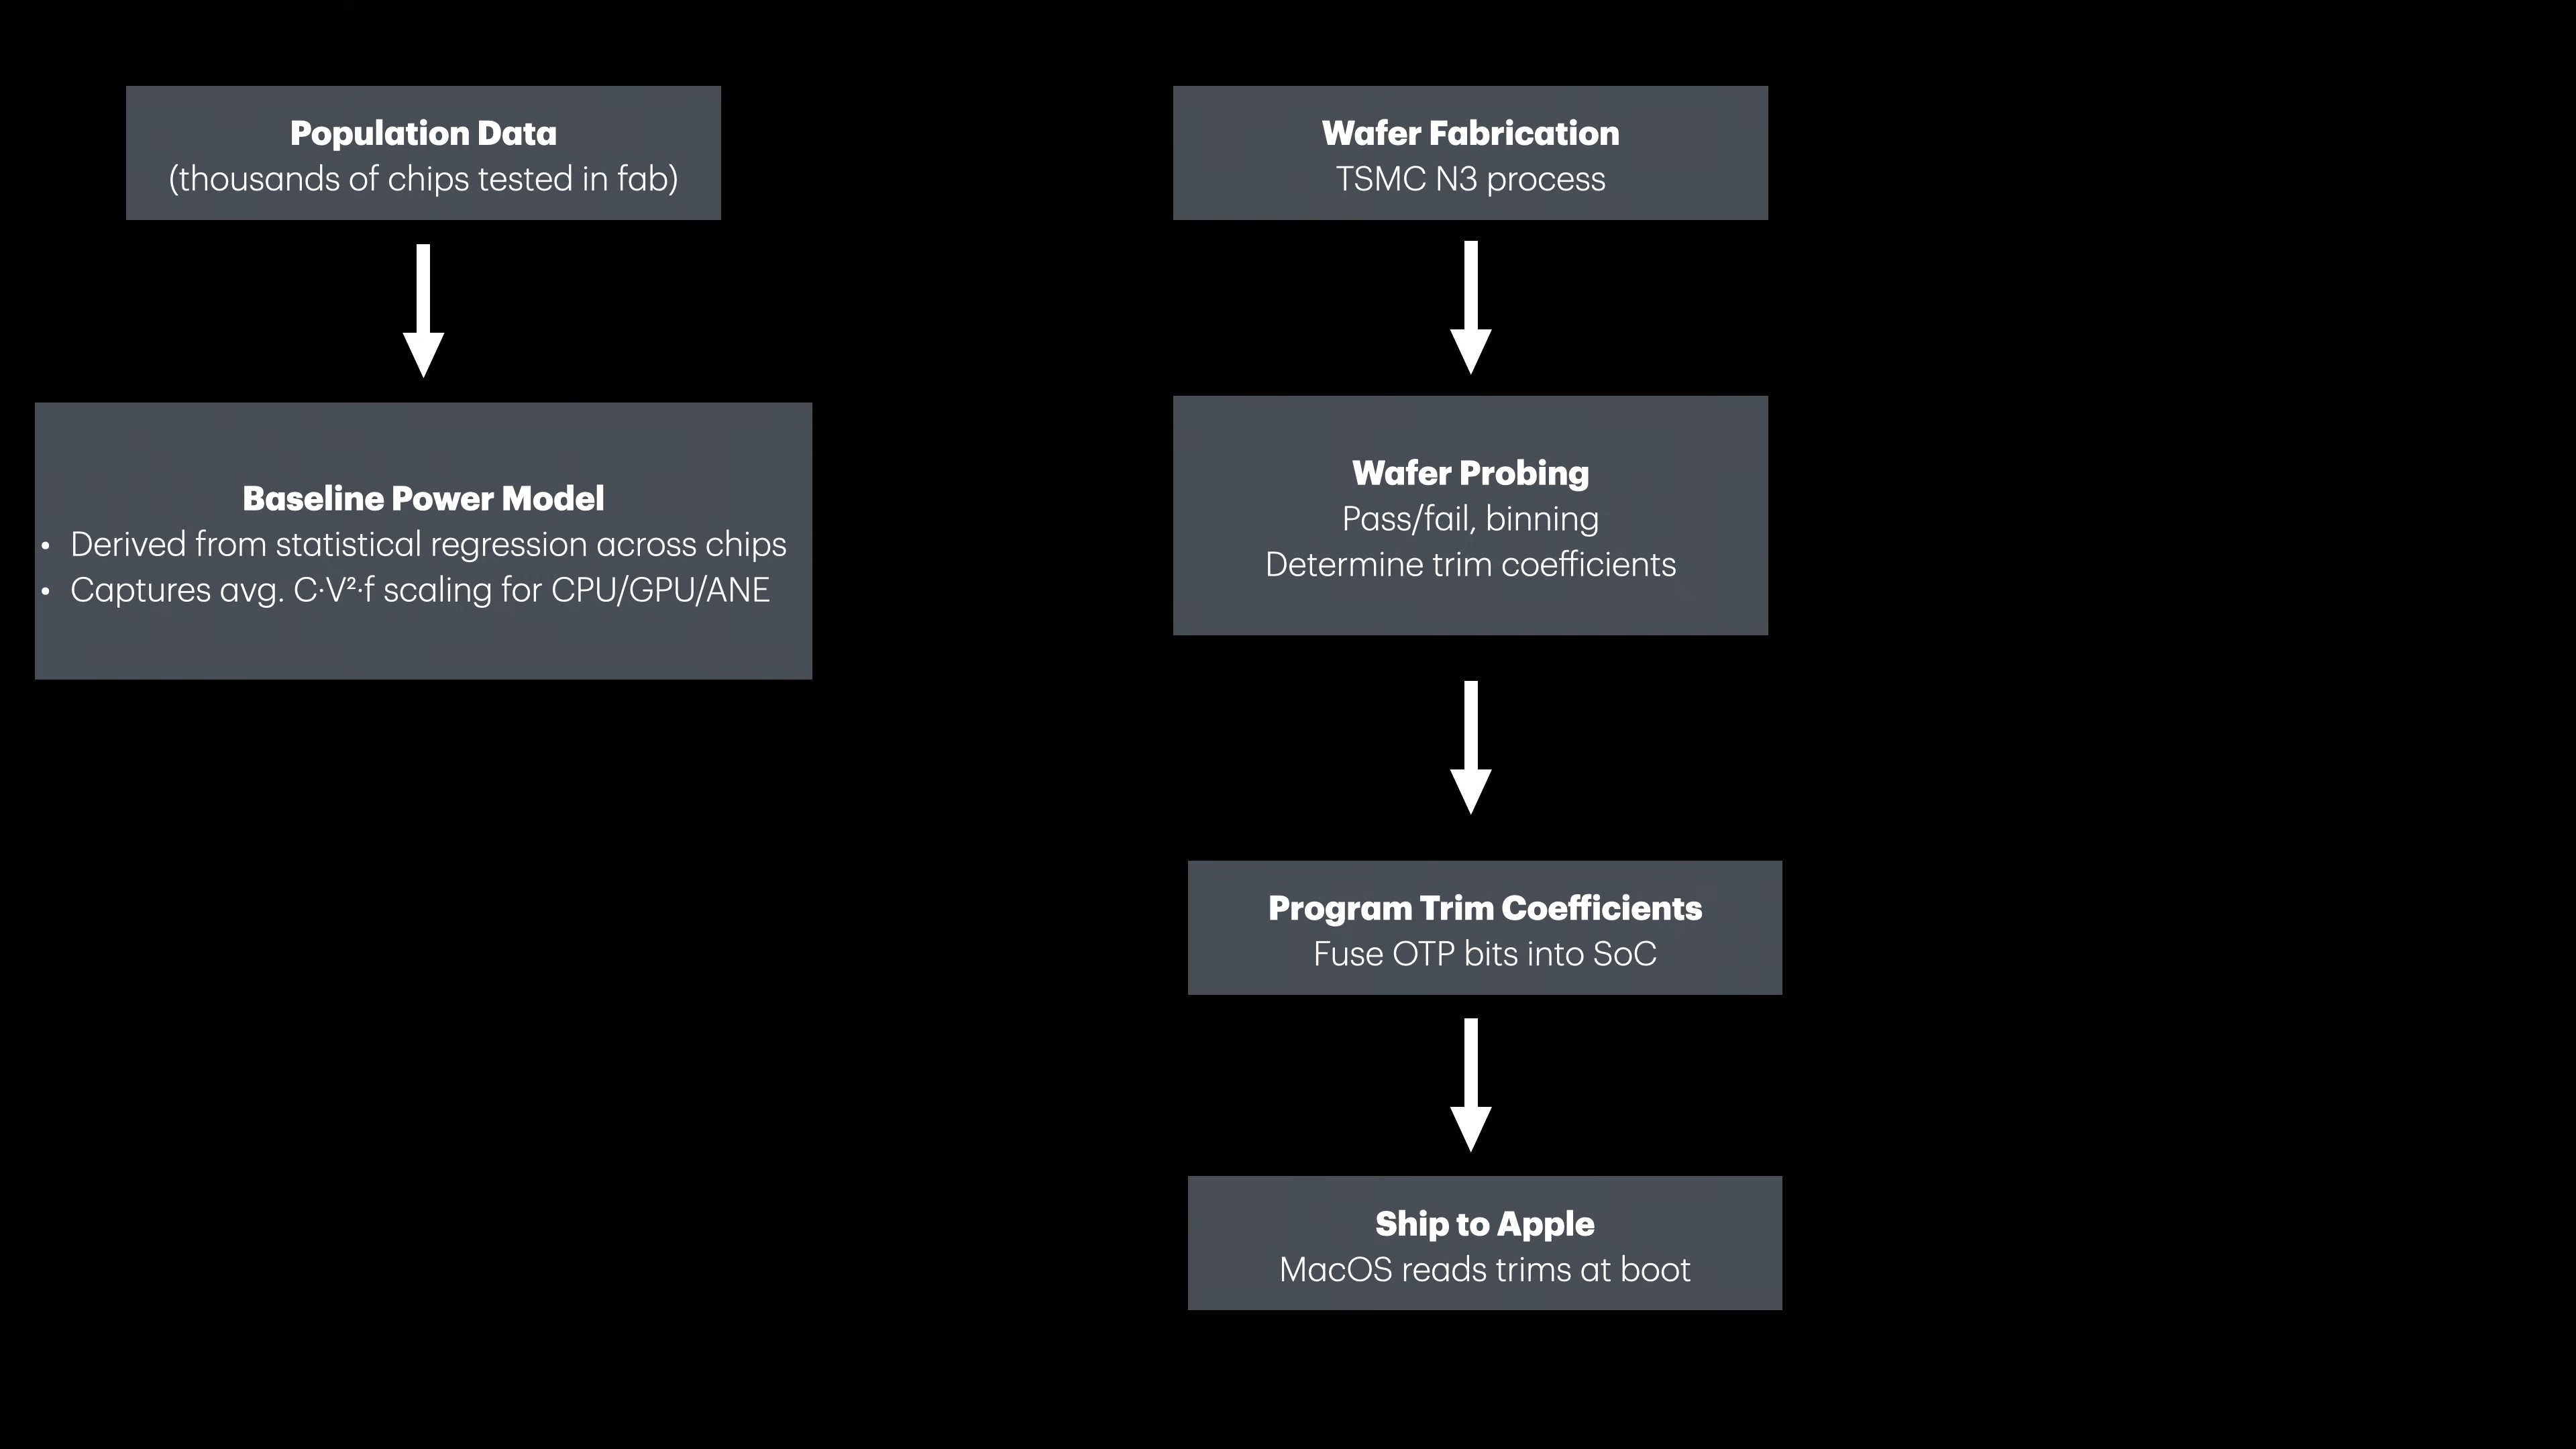 Population Data
(thousands of chips tested in fab)
Baseline Power Model
• Derived from statistical regression across chips
• Captures avg. C·V²·f scaling for CPU/GPU/ANE
Wafer Fabrication
TSMC N3 process
Wafer Probing
Pass/fail, binning
Determine trim coefficients
Program Trim Coefficients
Fuse OTP bits into SoC
Ship to Apple
MacOS reads trims at boot